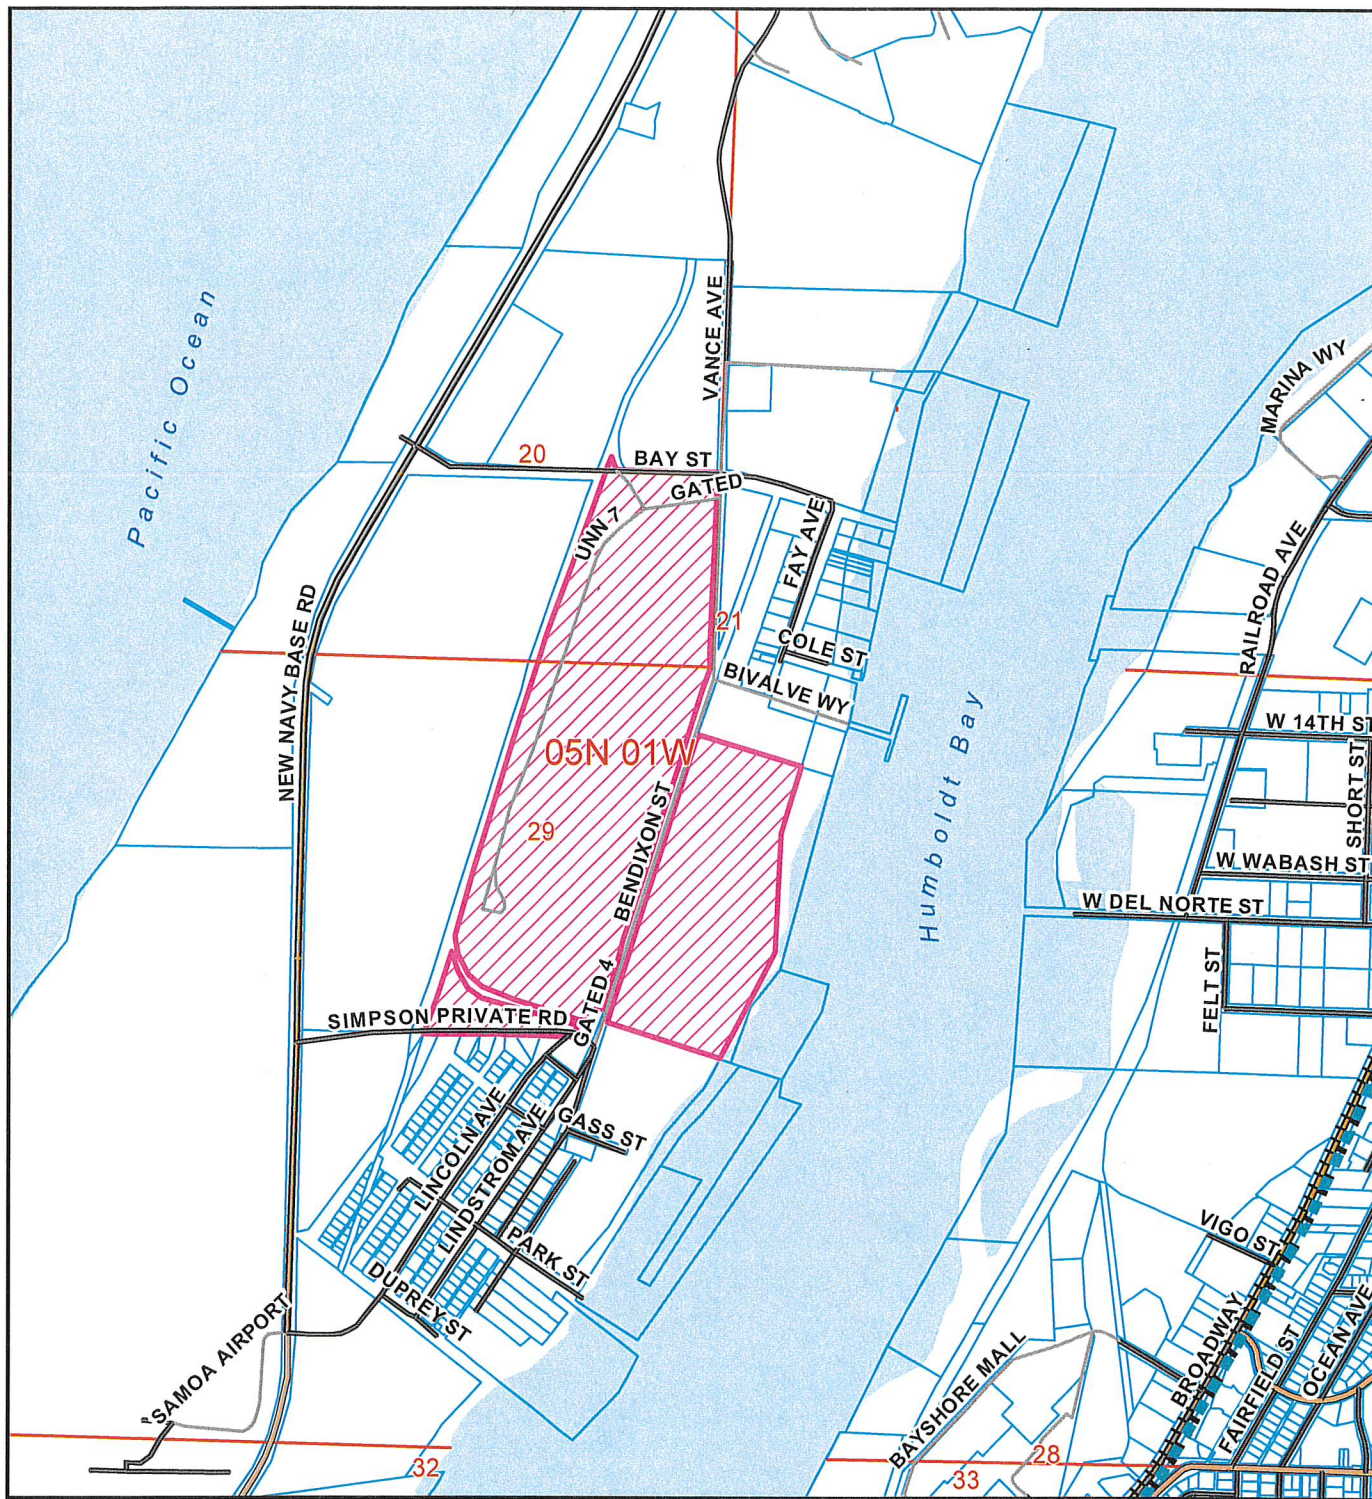 Pacific Ocean
VANCE AVE
MARINA WY
20
BAY ST
GATED
UNN 7
FAY AVE
RAILROAD AVE
NEW NAVY BASE RD
21
COLE ST
BIVALVE WY
Humboldt Bay
W 14TH ST
05N 01W
SHORT ST
29
BENDIXON ST
W WABASH ST
W DEL NORTE ST
FELT ST
GATED 4
SIMPSON PRIVATE RD
LINCOLN AVE
GASS ST
LINDSTROM AVE
PARK ST
VIGO ST
DUPREY ST
SAMOA AIRPORT
BROADWAY
OCEAN AVE
FAIRFIELD ST
BAYSHORE MALL
28
32
33